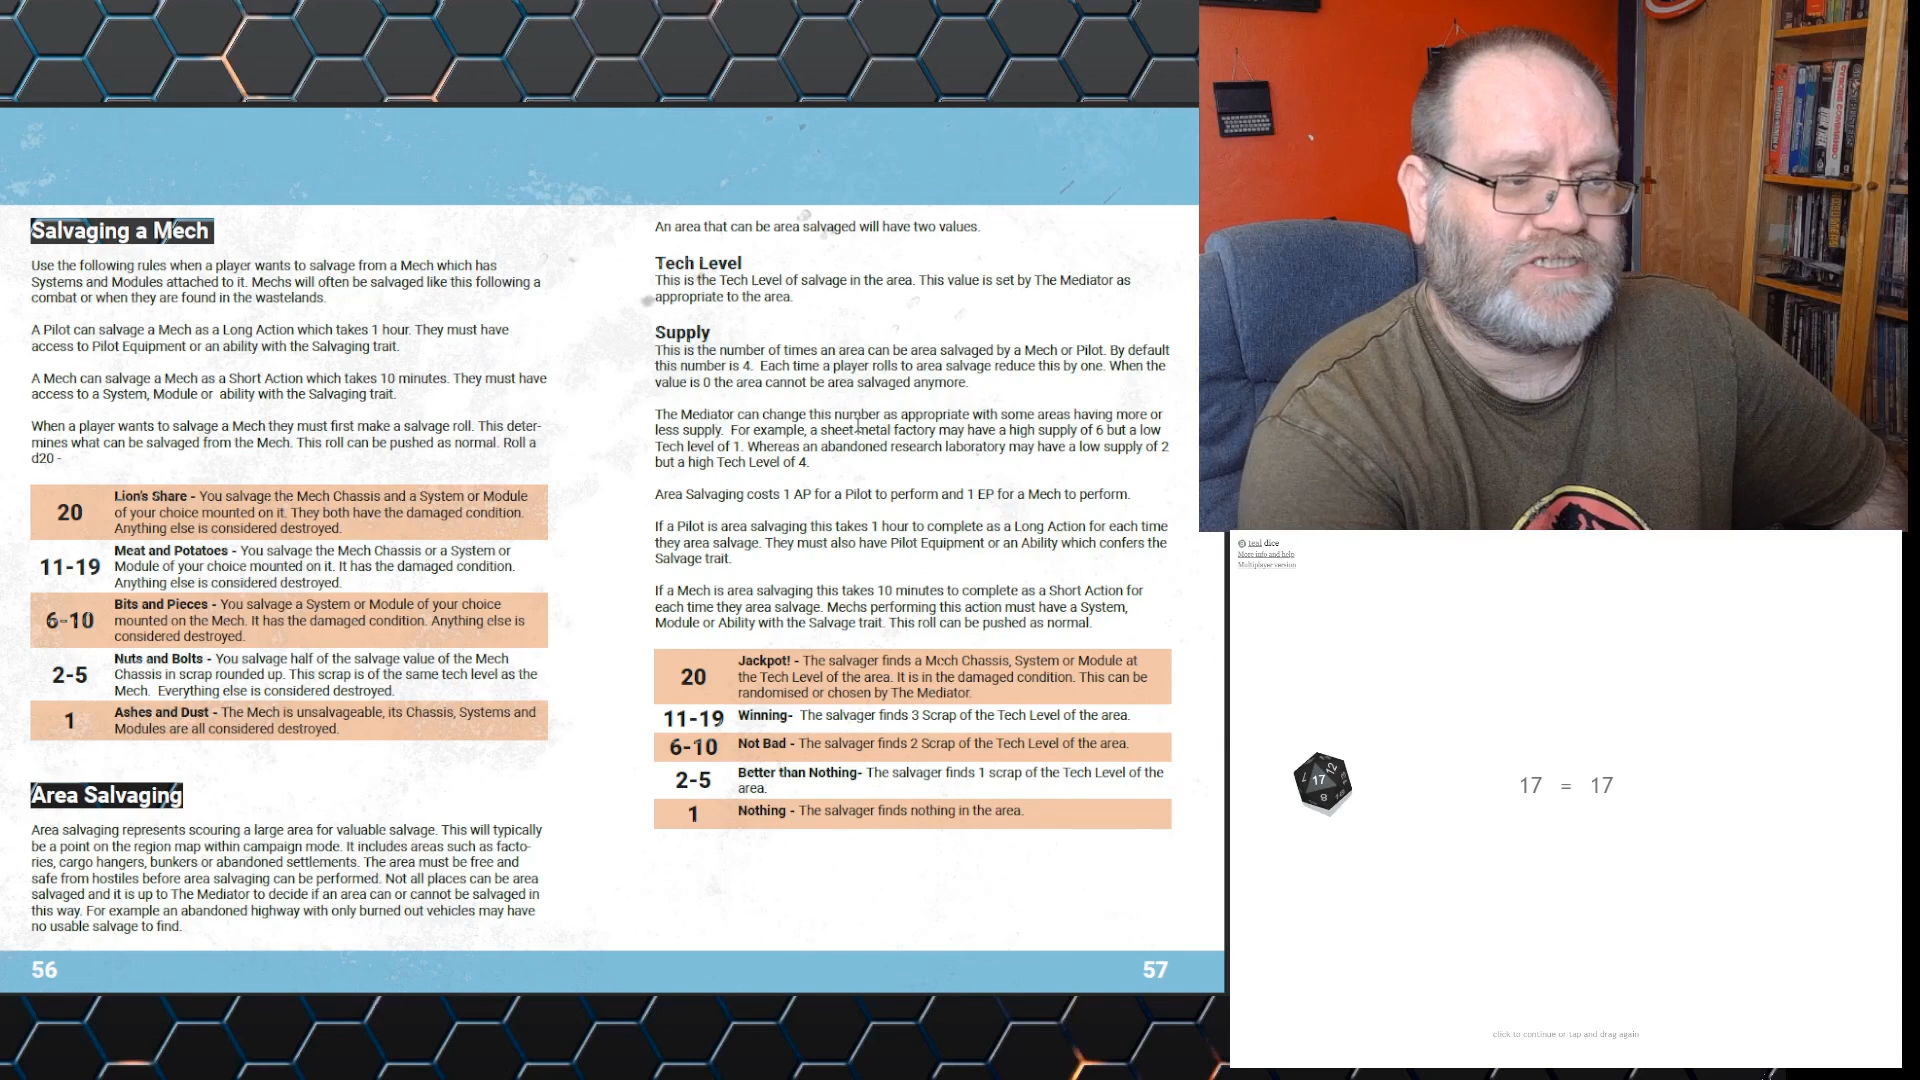 Salvaging a Mech
Use the following rules when a player wants to salvage from a Mech which has
Systems and Modules attached to it. Mechs will often be salvaged like this following a
combat or when they are found in the wastelands.
A Pilot can salvage a Mech as a Long Action which takes 1 hour. They must have
access to Pilot Equipment or an ability with the Salvaging trait.
A Mech can salvage a Mech as a Short Action which takes 10 minutes. They must have
access to a System, Module or ability with the Salvaging trait.
When a player wants to salvage a Mech they must first make a salvage roll. This deter-
mines what can be salvaged from the Mech. This roll can be pushed as normal. Roll a
d20 -
20
Lion's Share - You salvage the Mech Chassis and a System or Module
of your choice mounted on it. They both have the damaged condition.
Anything else is considered destroyed.
11-19
Meat and Potatoes - You salvage the Mech Chassis or a System or
Module of your choice mounted on it. It has the damaged condition.
Anything else is considered destroyed.
6-10
Bits and Pieces - You salvage a System or Module of your choice
mounted on the Mech. It has the damaged condition. Anything else is
considered destroyed.
2-5
Nuts and Bolts - You salvage half of the salvage value of the Mech
Chassis in scrap rounded up. This scrap is of the same tech level as the
Mech. Everything else is considered destroyed.
1
Ashes and Dust - The Mech is unsalvageable, its Chassis, Systems and
Modules are all considered destroyed.
Area Salvaging
Area salvaging represents scouring a large area for valuable salvage. This will typically
be a point on the region map within campaign mode. It includes areas such as facto-
ries, cargo hangers, bunkers or abandoned settlements. The area must be free and
safe from hostiles before area salvaging can be performed. Not all places can be area
salvaged and it is up to The Mediator to decide if an area can or cannot be salvaged in
this way. For example an abandoned highway with only burned out vehicles may have
no usable salvage to find.
56
An area that can be area salvaged will have two values.
Tech Level
This is the Tech Level of salvage in the area. This value is set by The Mediator as
appropriate to the area.
Supply
This is the number of times an area can be area salvaged by a Mech or Pilot. By default
this number is 4. Each time a player rolls to area salvage reduce this by one. When the
value is 0 the area cannot be area salvaged anymore.
The Mediator can change this number as appropriate with some areas having more or
less supply. For example, a sheet metal factory may have a high supply of 6 but a low
Tech level of 1. Whereas an abandoned research laboratory may have a low supply of 2
but a high Tech Level of 4.
Area Salvaging costs 1 AP for a Pilot to perform and 1 EP for a Mech to perform.
If a Pilot is area salvaging this takes 1 hour to complete as a Long Action for each time
they area salvage. They must also have Pilot Equipment or an Ability which confers the
Salvage trait.
If a Mech is area salvaging this takes 10 minutes to complete as a Short Action for
each time they area salvage. Mechs performing this action must have a System,
Module or Ability with the Salvage trait. This roll can be pushed as normal.
20
Jackpot! - The salvager finds a Mech Chassis, System or Module at
the Tech Level of the area. It is in the damaged condition. This can be
randomised or chosen by The Mediator.
11-19
Winning- The salvager finds 3 Scrap of the Tech Level of the area.
6-10
Not Bad - The salvager finds 2 Scrap of the Tech Level of the area.
2-5
Better than Nothing- The salvager finds 1 scrap of the Tech Level of the
area.
1
Nothing - The salvager finds nothing in the area.
57
teal dice
More info and help
Multiplayer version
17
12
8
17 = 17
click to continue or tap and drag again